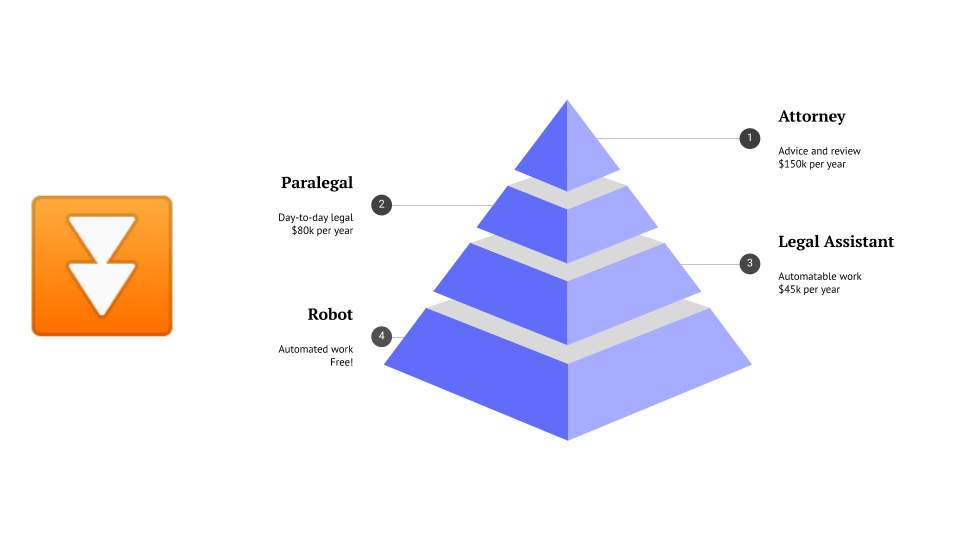 1
Attorney
Advice and review
$150k per year
2
Paralegal
Day-to-day legal
$80k per year
3
Legal Assistant
Automatable work
$45k per year
4
Robot
Automated work
Free!